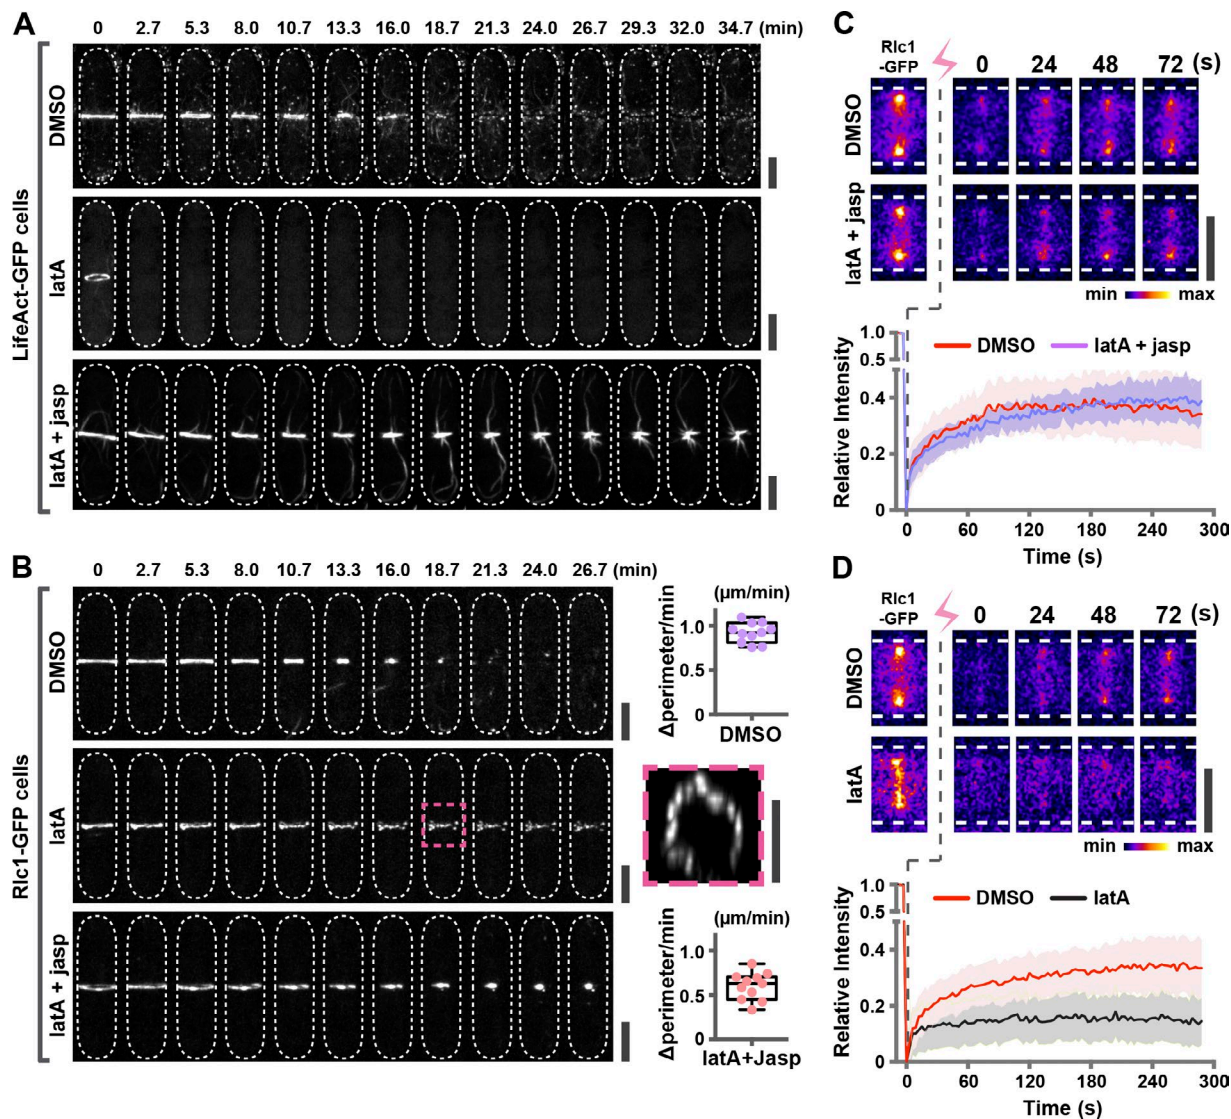 A
0 2.7 5.3 8.0 10.7 13.3 16.0 18.7 21.3 24.0 26.7 29.3 32.0 34.7 (min)
LifeAct-GFP cells
DMSO
latA
latA + jasp
B
0 2.7 5.3 8.0 10.7 13.3 16.0 18.7 21.3 24.0 26.7 (min)
Rlc1-GFP cells
DMSO
latA
latA + jasp
(µm/min)
Δperimeter/min
1.0
0.5
0
DMSO
(µm/min)
Δperimeter/min
1.0
0.5
0
latA+Jasp
C
Rlc1
-GFP
0 24 48 72 (s)
DMSO
latA + jasp
min max
Relative Intensity
1.0
0.5
0.4
0.2
0
DMSO latA + jasp
0 60 120 180 240 300
Time (s)
D
Rlc1
-GFP
0 24 48 72 (s)
DMSO
latA
min max
Relative Intensity
1.0
0.5
0.4
0.2
0
DMSO latA
0 60 120 180 240 300
Time (s)